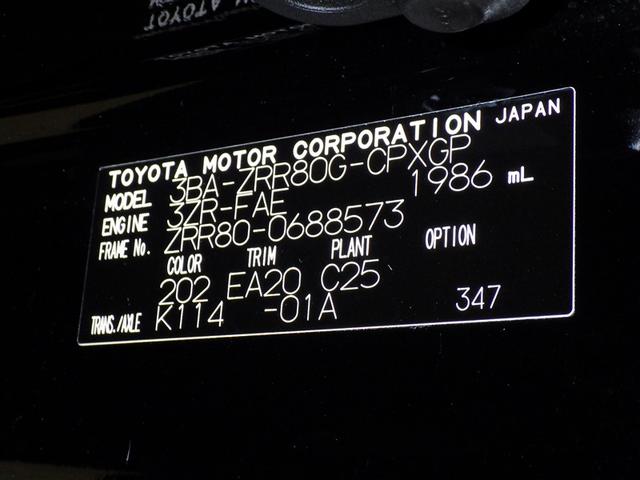 TOYOTA MOTOR CORPORATION JAPAN
MODEL 3BA-ZRR80G-CPXGP
ENGINE 3ZR-FAE 1986 mL
FRAME No. ZRR80-0688573
COLOR TRIM PLANT OPTION
202 EA20 C25
TRANS./AXLE K114 -01A 347